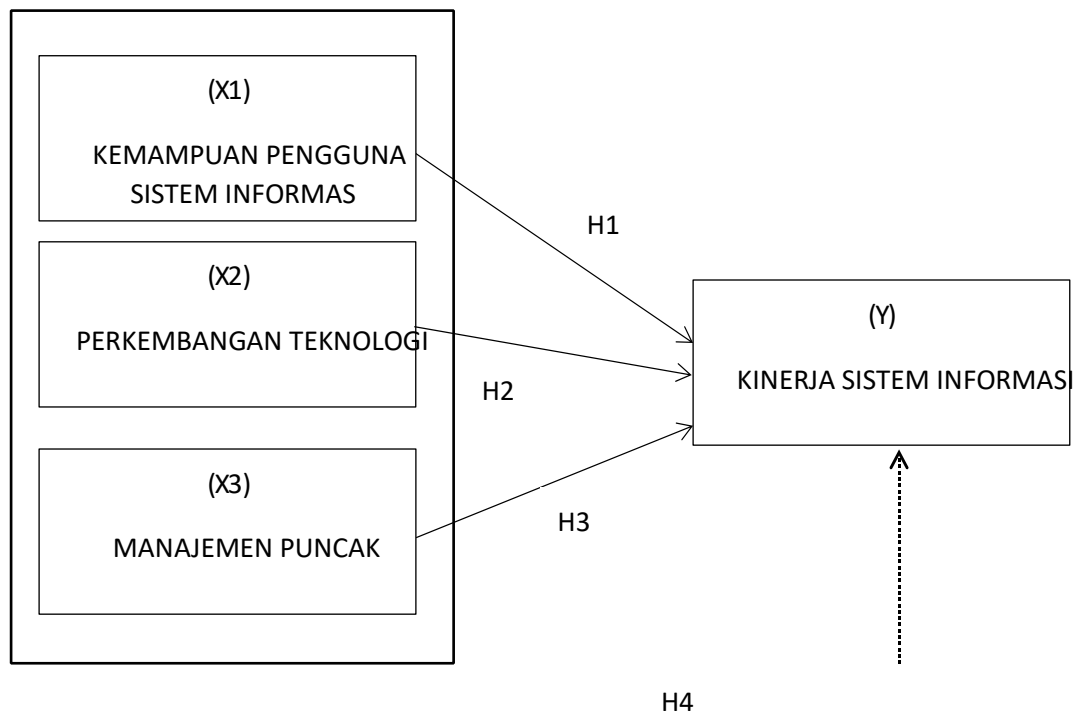 (X1)
KEMAMPUAN PENGGUNA
SISTEM INFORMAS
H1
(X2)
PERKEMBANGAN TEKNOLOGI
H2
(Y)
KINERJA SISTEM INFORMASI
(X3)
MANAJEMEN PUNCAK
H3
H4